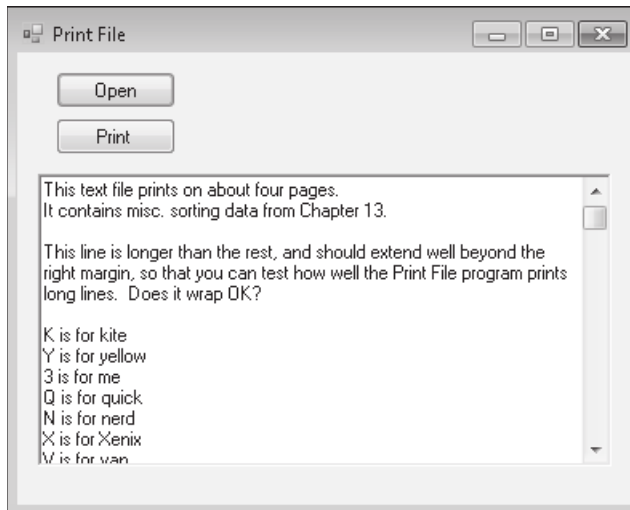 Print File
Open
Print
This text file prints on about four pages.
It contains misc. sorting data from Chapter 13.
This line is longer than the rest, and should extend well beyond the
right margin, so that you can test how well the Print File program prints
long lines.  Does it wrap OK?
K is for kite
Y is for yellow
3 is for me
Q is for quick
N is for nerd
X is for Xenix
V is for van